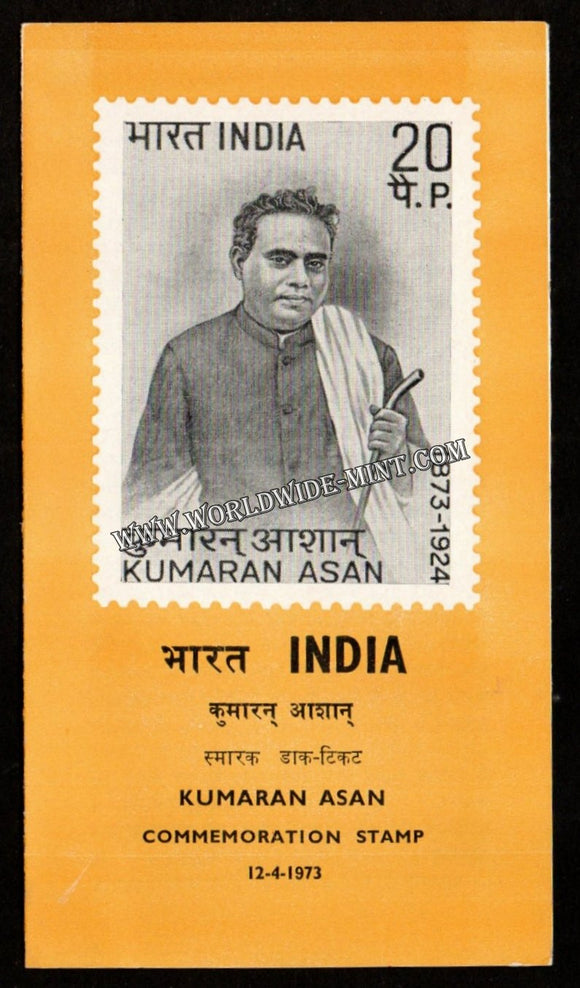 भारत INDIA
20
पै. P.
WWW.WORLDWIDE-MINT.COM
1873-1924
कुमारन् आशान्
KUMARAN ASAN
भारत INDIA
कुमारन् आशान्
स्मारक डाक-टिकट
KUMARAN ASAN
COMMEMORATION STAMP
12-4-1973